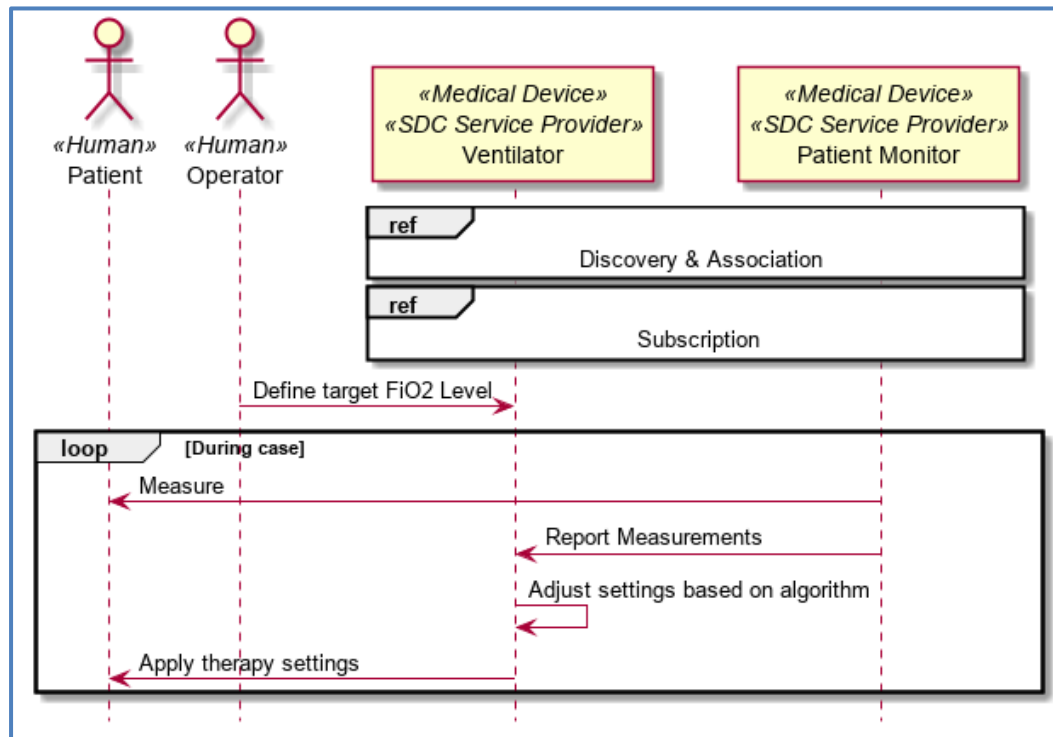 «Human»
Patient
«Human»
Operator
«Medical Device»
«SDC Service Provider»
Ventilator
«Medical Device»
«SDC Service Provider»
Patient Monitor
ref
Discovery & Association
ref
Subscription
Define target FiO2 Level
loop [During case]
Measure
Report Measurements
Adjust settings based on algorithm
Apply therapy settings